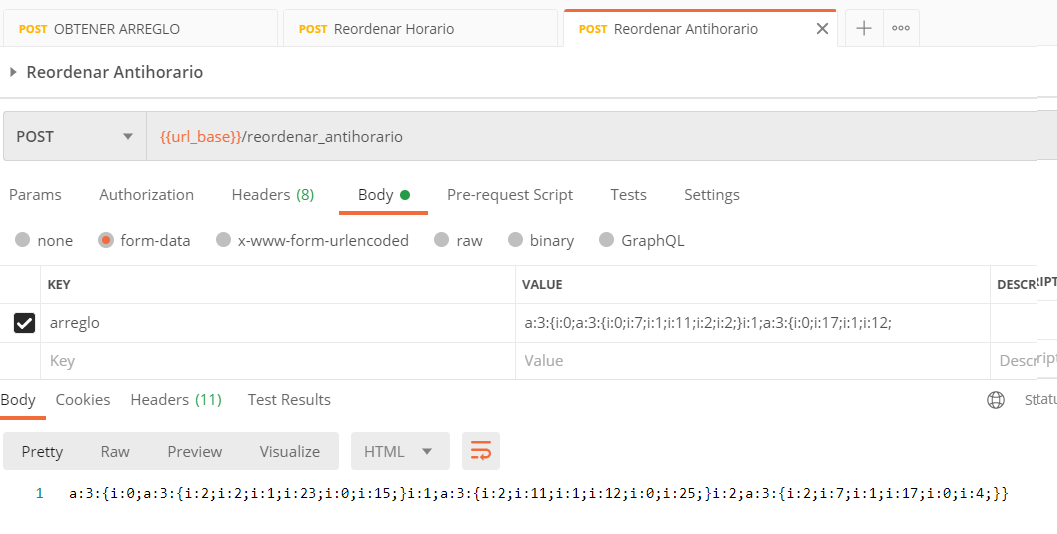 POST OBTENER ARREGLO POST Reordenar Horario POST Reordenar Antihorario
Reordenar Antihorario
POST {{url_base}}/reordenar_antihorario
Params Authorization Headers (8) Body Pre-request Script Tests Settings
none form-data x-www-form-urlencoded raw binary GraphQL
KEY VALUE
arreglo a:3:{i:0;a:3:{i:0;i:7;i:1;i:11;i:2;i:2;}i:1;a:3:{i:0;i:17;i:1;i:12;
Key Value
Body Cookies Headers (11) Test Results
Pretty Raw Preview Visualize HTML
1 a:3:{i:0;a:3:{i:2;i:2;i:1;i:23;i:0;i:15;}i:1;a:3:{i:2;i:11;i:1;i:12;i:0;i:25;}i:2;a:3:{i:2;i:7;i:1;i:17;i:0;i:4;}}